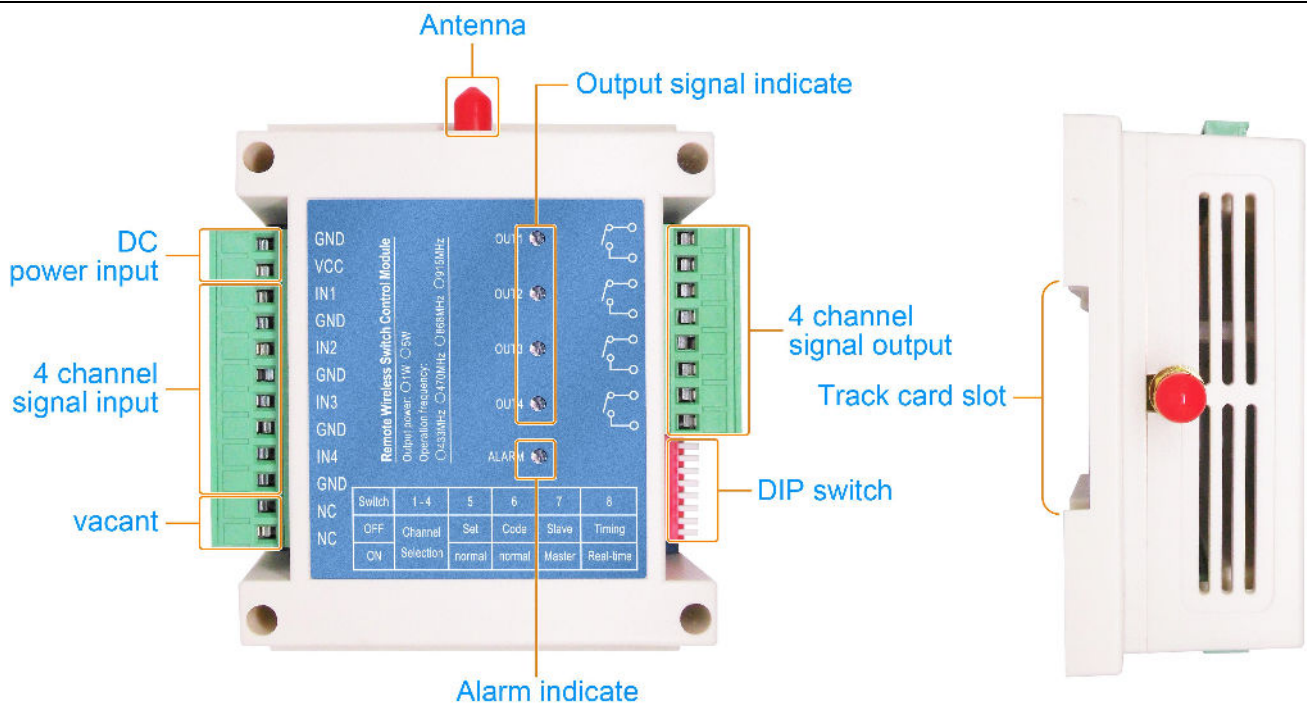 Antenna
Output signal indicate
DC
power input
4 channel
signal input
vacant
GND
VCC
IN1
GND
IN2
GND
IN3
GND
IN4
GND
NC
NC
Remote Wireless Switch Control Module
Output power: ○1W ○5W
Operation frequency:
○433MHz ○470MHz ○868MHz ○915MHz
OUT1
OUT2
OUT3
OUT4
ALARM
Switch 1-4 5 6 7 8
OFF Channel Set Code Slave Timing
ON Selection normal normal Master Real-time
4 channel
signal output
DIP switch
Alarm indicate
Track card slot